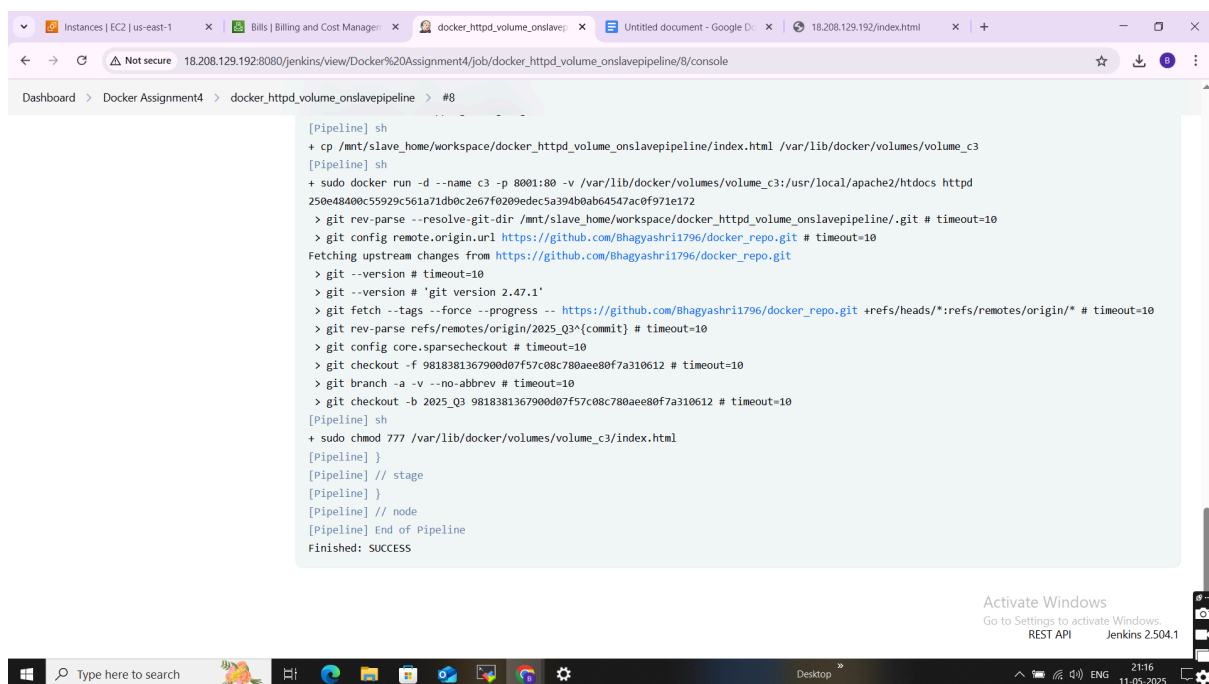 Instances | EC2 | us-east-1
Bills | Billing and Cost Managem
docker_httpd_volume_onslavep
Untitled document - Google Do
18.208.129.192/index.html
Not secure
18.208.129.192:8080/jenkins/view/Docker%20Assignment4/job/docker_httpd_volume_onslavepipeline/8/console
B
Dashboard > Docker Assignment4 > docker_httpd_volume_onslavepipeline > #8
[Pipeline] sh
+ cp /mnt/slave_home/workspace/docker_httpd_volume_onslavepipeline/index.html /var/lib/docker/volumes/volume_c3
[Pipeline] sh
+ sudo docker run -d --name c3 -p 8001:80 -v /var/lib/docker/volumes/volume_c3:/usr/local/apache2/htdocs httpd
250e48400c55929c561a71db0c2e67f0209edec5a394b0ab64547ac0f971e172
> git rev-parse --resolve-git-dir /mnt/slave_home/workspace/docker_httpd_volume_onslavepipeline/.git # timeout=10
> git config remote.origin.url https://github.com/Bhagyashri1796/docker_repo.git # timeout=10
Fetching upstream changes from https://github.com/Bhagyashri1796/docker_repo.git
> git --version # timeout=10
> git --version # 'git version 2.47.1'
> git fetch --tags --force --progress -- https://github.com/Bhagyashri1796/docker_repo.git +refs/heads/*:refs/remotes/origin/* # timeout=10
> git rev-parse refs/remotes/origin/2025_Q3^{commit} # timeout=10
> git config core.sparsecheckout # timeout=10
> git checkout -f 9818381367900d07f57c08c780aee80f7a310612 # timeout=10
> git branch -a -v --no-abbrev # timeout=10
> git checkout -b 2025_Q3 9818381367900d07f57c08c780aee80f7a310612 # timeout=10
[Pipeline] sh
+ sudo chmod 777 /var/lib/docker/volumes/volume_c3/index.html
[Pipeline] }
[Pipeline] // stage
[Pipeline] }
[Pipeline] // node
[Pipeline] End of Pipeline
Finished: SUCCESS
Activate Windows
Go to Settings to activate Windows.
REST API Jenkins 2.504.1
Type here to search
Desktop
ENG
21:16
11-05-2025